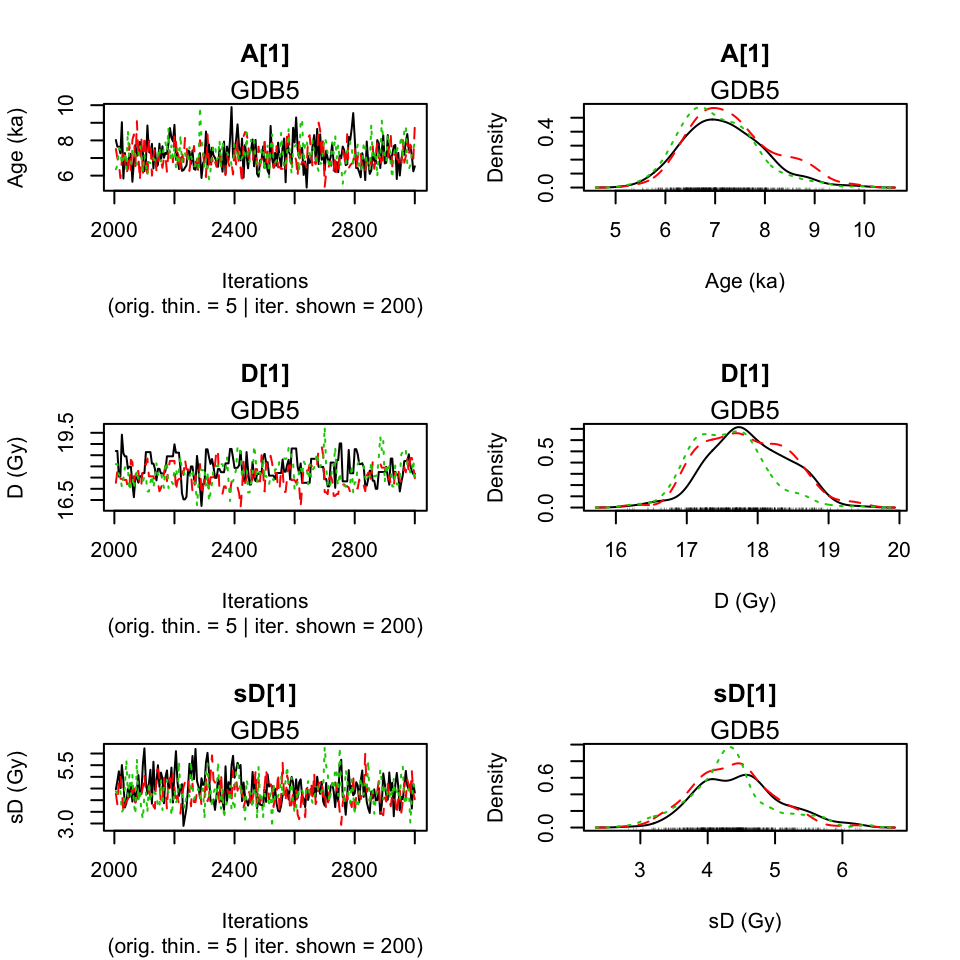 A[1]
GDB5
Age (ka)
6 8 10
2000 2400 2800
Iterations
(orig. thin. = 5 | iter. shown = 200)
A[1]
GDB5
Density
0.0 0.4
5 6 7 8 9 10
Age (ka)
D[1]
GDB5
D (Gy)
16.5 19.5
2000 2400 2800
Iterations
(orig. thin. = 5 | iter. shown = 200)
D[1]
GDB5
Density
0.0 0.5
16 17 18 19 20
D (Gy)
sD[1]
GDB5
sD (Gy)
3.0 5.5
2000 2400 2800
Iterations
(orig. thin. = 5 | iter. shown = 200)
sD[1]
GDB5
Density
0.0 0.6
3 4 5 6
sD (Gy)